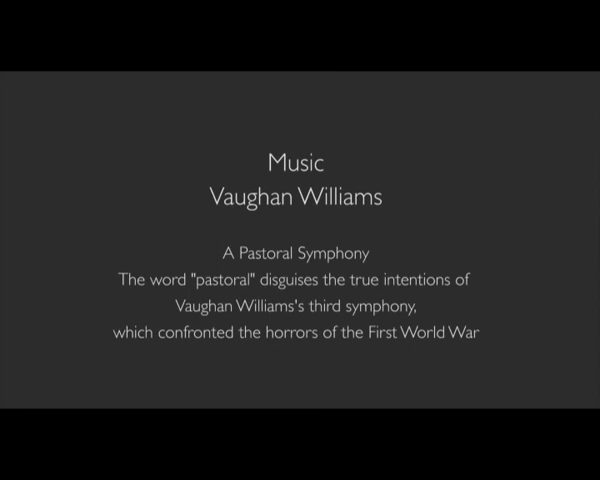 Music
Vaughan Williams
A Pastoral Symphony
The word "pastoral" disguises the true intentions of
Vaughan Williams's third symphony,
which confronted the horrors of the First World War